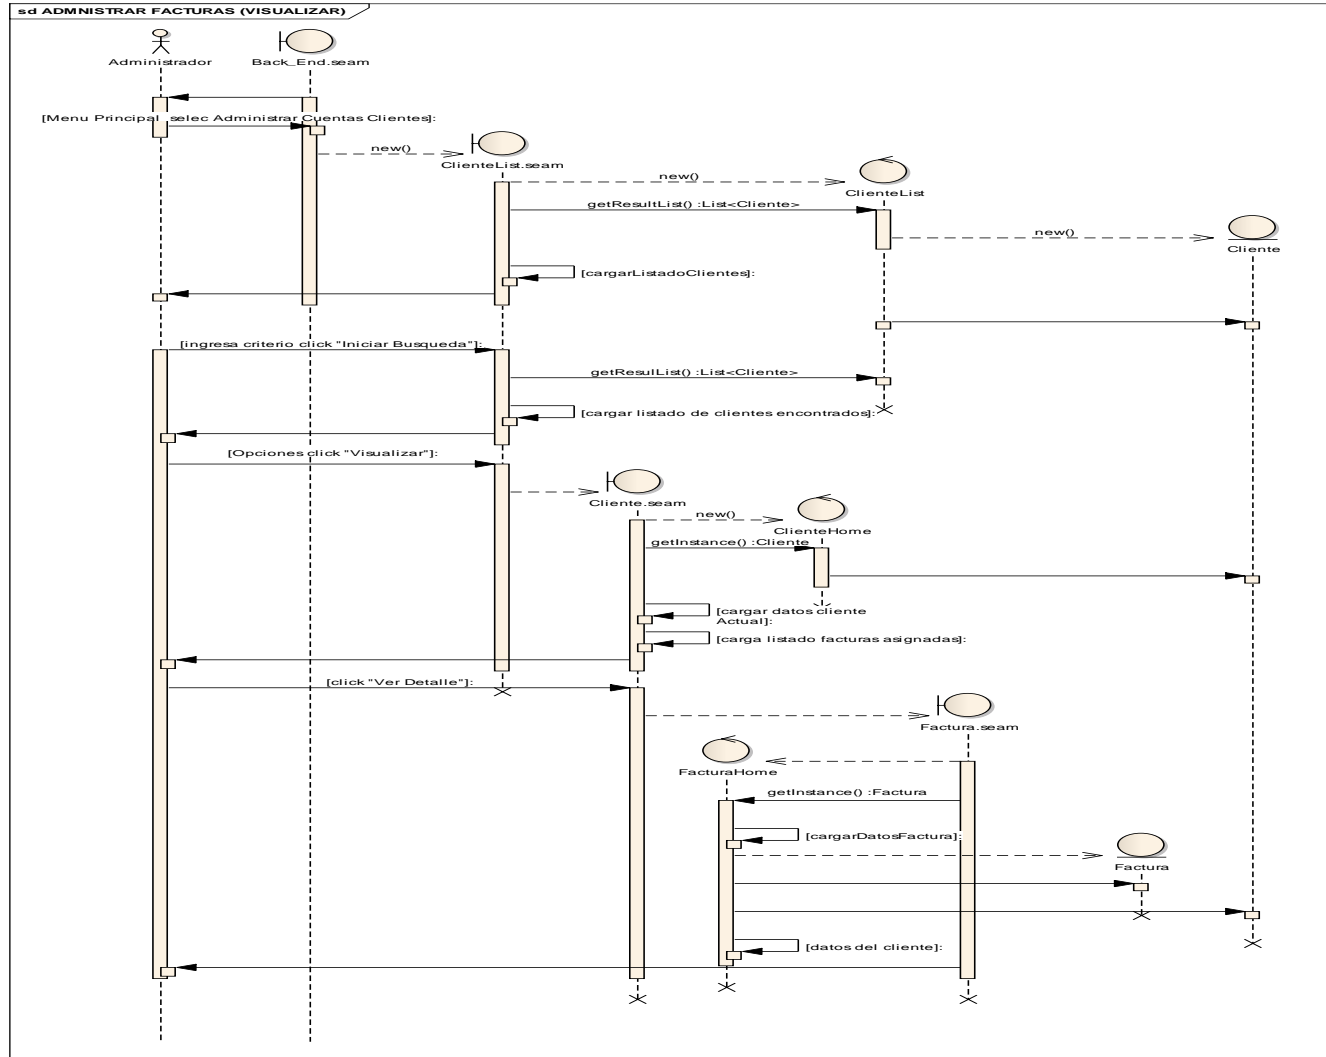 sd ADMNISTRAR FACTURAS (VISUALIZAR)
Administrador
Back_End.seam
[Menu Principal selec Administrar Cuentas Clientes]:
new()
ClienteList.seam
new()
ClienteList
getResultList() :List<Cliente>
new()
Cliente
[cargarListadoClientes]:
[ingresa criterio click "Iniciar Busqueda"]:
getResulList() :List<Cliente>
[cargar listado de clientes encontrados]:
[Opciones click "Visualizar"]:
Cliente.seam
new()
ClienteHome
getInstance() :Cliente
[cargar datos cliente
Actual]:
[carga listado facturas asignadas]:
[click "Ver Detalle"]:
Factura.seam
FacturaHome
getInstance() :Factura
[cargarDatosFactura]:
Factura
[datos del cliente]: